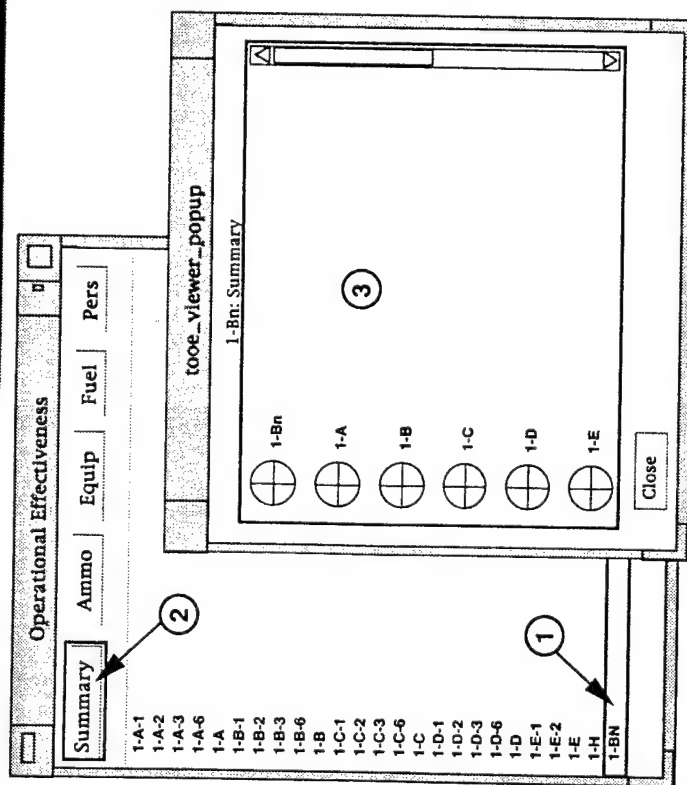 Operational Effectiveness
Summary Ammo Equip Fuel Pers
1-A-1
1-A-2
1-A-3
1-A-6
1-A
1-B-1
1-B-2
1-B-3
1-B-6
1-B
1-C-1
1-C-2
1-C-3
1-C-6
1-C
1-D-1
1-D-2
1-D-3
1-D-6
1-D
1-E-1
1-E-2
1-E
1-H
1-BN
2
1
tooe_viewer_popup
1-Bn: Summary
1-Bn
1-A
1-B
1-C
1-D
1-E
3
Close